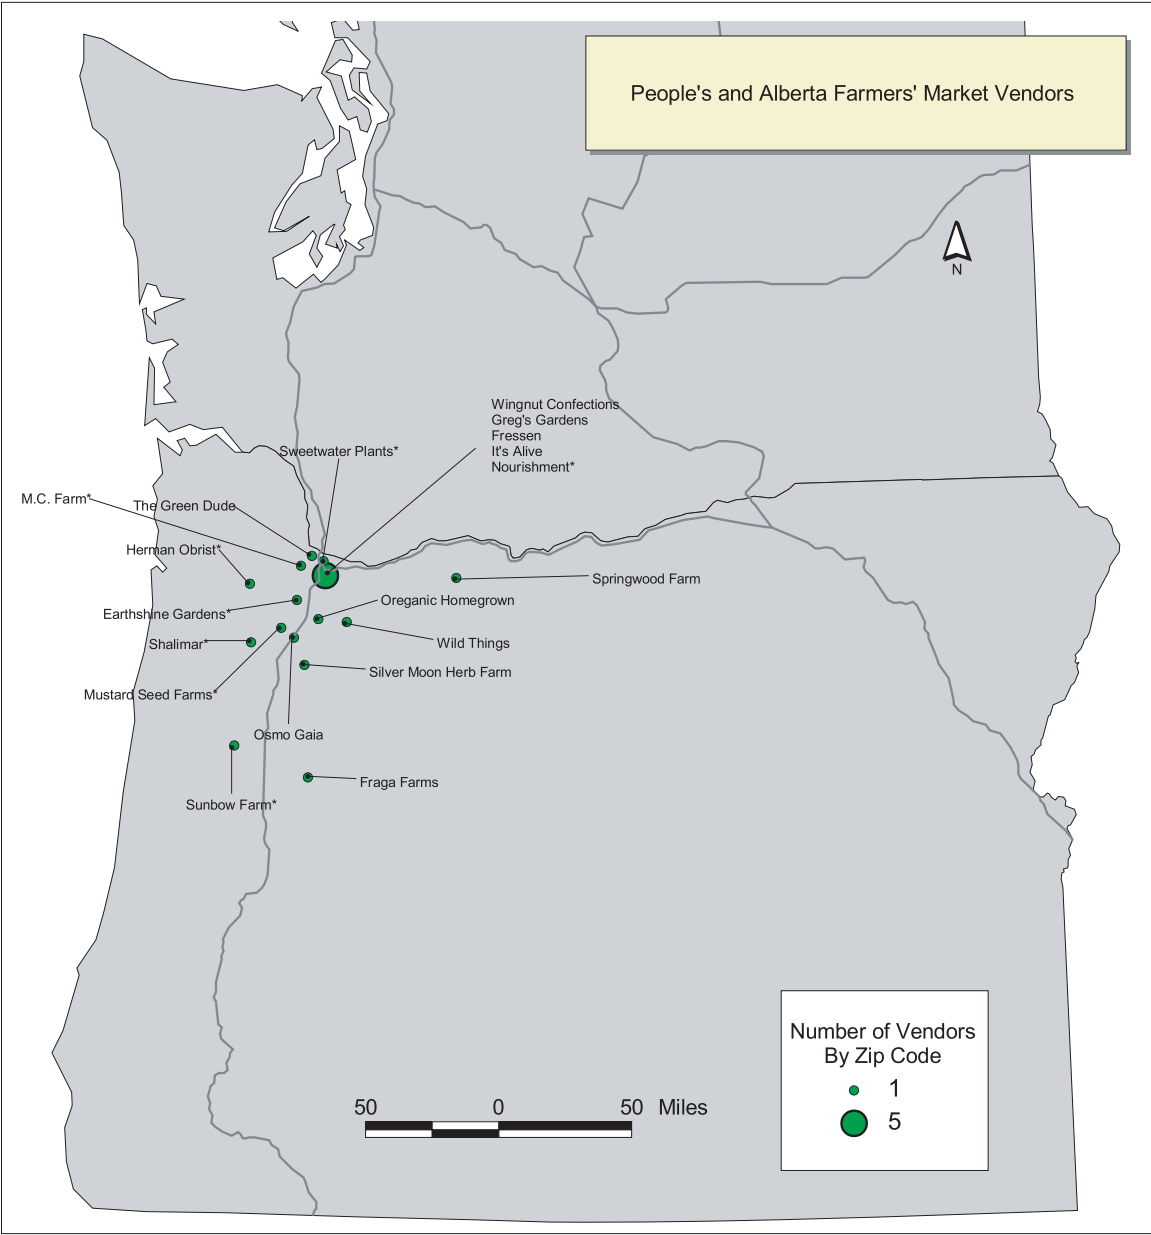 People's and Alberta Farmers' Market Vendors
N
Wingnut Confections
Greg's Gardens
Fressen
It's Alive
Nourishment*
Sweetwater Plants*
M.C. Farm*
The Green Dude
Herman Obrist*
Springwood Farm
Oreganic Homegrown
Earthshine Gardens*
Wild Things
Shalimar*
Silver Moon Herb Farm
Mustard Seed Farms*
Osmo Gaia
Fraga Farms
Sunbow Farm*
Number of Vendors
By Zip Code
1
5
50 0 50 Miles